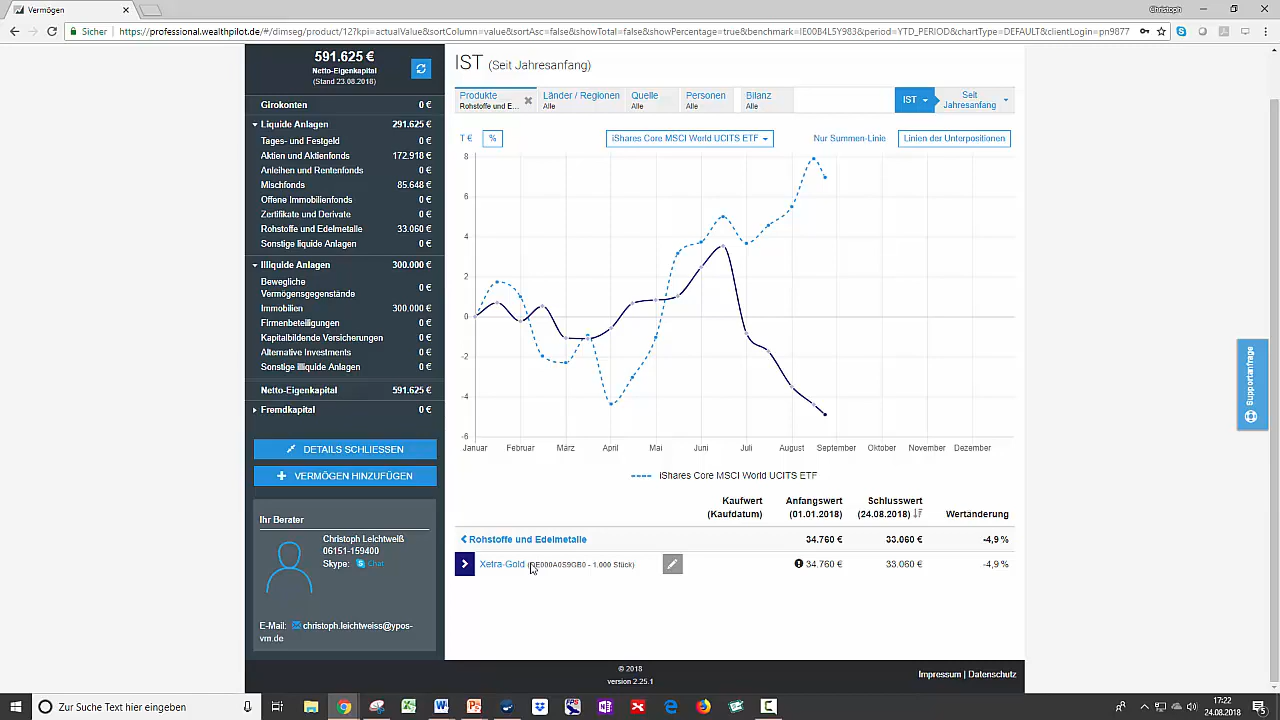 Vermögen
Christoph
Sicher
https://professional.wealthpilot.de/#/dimseg/product/127kpi=actualValue&sortColumn=value&sortAsc=false&showTotal=false&showPercentage=true&benchmark=IE00B4L5Y983&period=YTD_PERIOD&chartType=DEFAULT&clientLogin=pn9877
591.625 €
Netto-Eigenkapital
(Stand 23.08.2018)
Girokonten 0 €
Liquide Anlagen 291.625 €
Tages- und Festgeld 0 €
Aktien und Aktienfonds 172.918 €
Anleihen und Rentenfonds 0 €
Mischfonds 85.648 €
Offene Immobilienfonds 0 €
Zertifikate und Derivate 0 €
Rohstoffe und Edelmetalle 33.060 €
Sonstige liquide Anlagen 0 €
Illiquide Anlagen 300.000 €
Bewegliche
Vermögensgegenstände 0 €
Immobilien 300.000 €
Firmenbeteiligungen 0 €
Kapitalbildende Versicherungen 0 €
Alternative Investments 0 €
Sonstige illiquide Anlagen 0 €
Netto-Eigenkapital 591.625 €
Fremdkapital 0 €
DETAILS SCHLIESSEN
VERMÖGEN HINZUFÜGEN
Ihr Berater
Christoph Leichtweiß
06151-159400
Skype: Chat
E-Mail: christoph.leichtweiss@ypos-
vm.de
IST (Seit Jahresanfang)
Produkte
Rohstoffe und E...
Länder / Regionen
Alle
Quelle
Alle
Personen
Alle
Bilanz
Alle
IST
Seit
Jahresanfang
T € %
iShares Core MSCI World UCITS ETF
Nur Summen-Linie
Linien der Unterpositionen
8
6
4
2
0
-2
-4
-6
Januar Februar März April Mai Juni Juli August September Oktober November Dezember
iShares Core MSCI World UCITS ETF
Kaufwert Anfangswert Schlusswert
(Kaufdatum) (01.01.2018) (24.08.2018) Wertänderung
Rohstoffe und Edelmetalle 34.760 € 33.060 € -4,9 %
Xetra-Gold (DE000A0S9GB0 - 1.000 Stück) 34.760 € 33.060 € -4,9 %
Supportanfrage
© 2018
version 2.25.1
Impressum | Datenschutz
Zur Suche Text hier eingeben
17:22
24.08.2018